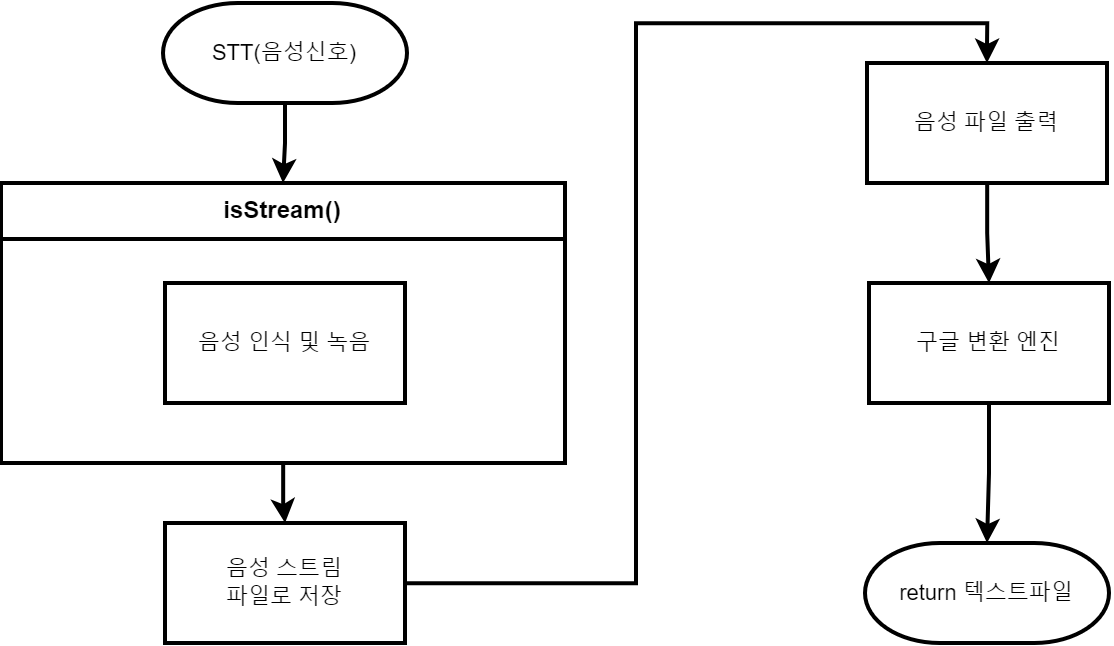 STT(음성신호)
isStream()
음성 인식 및 녹음
음성 스트림
파일로 저장
음성 파일 출력
구글 변환 엔진
return 텍스트파일